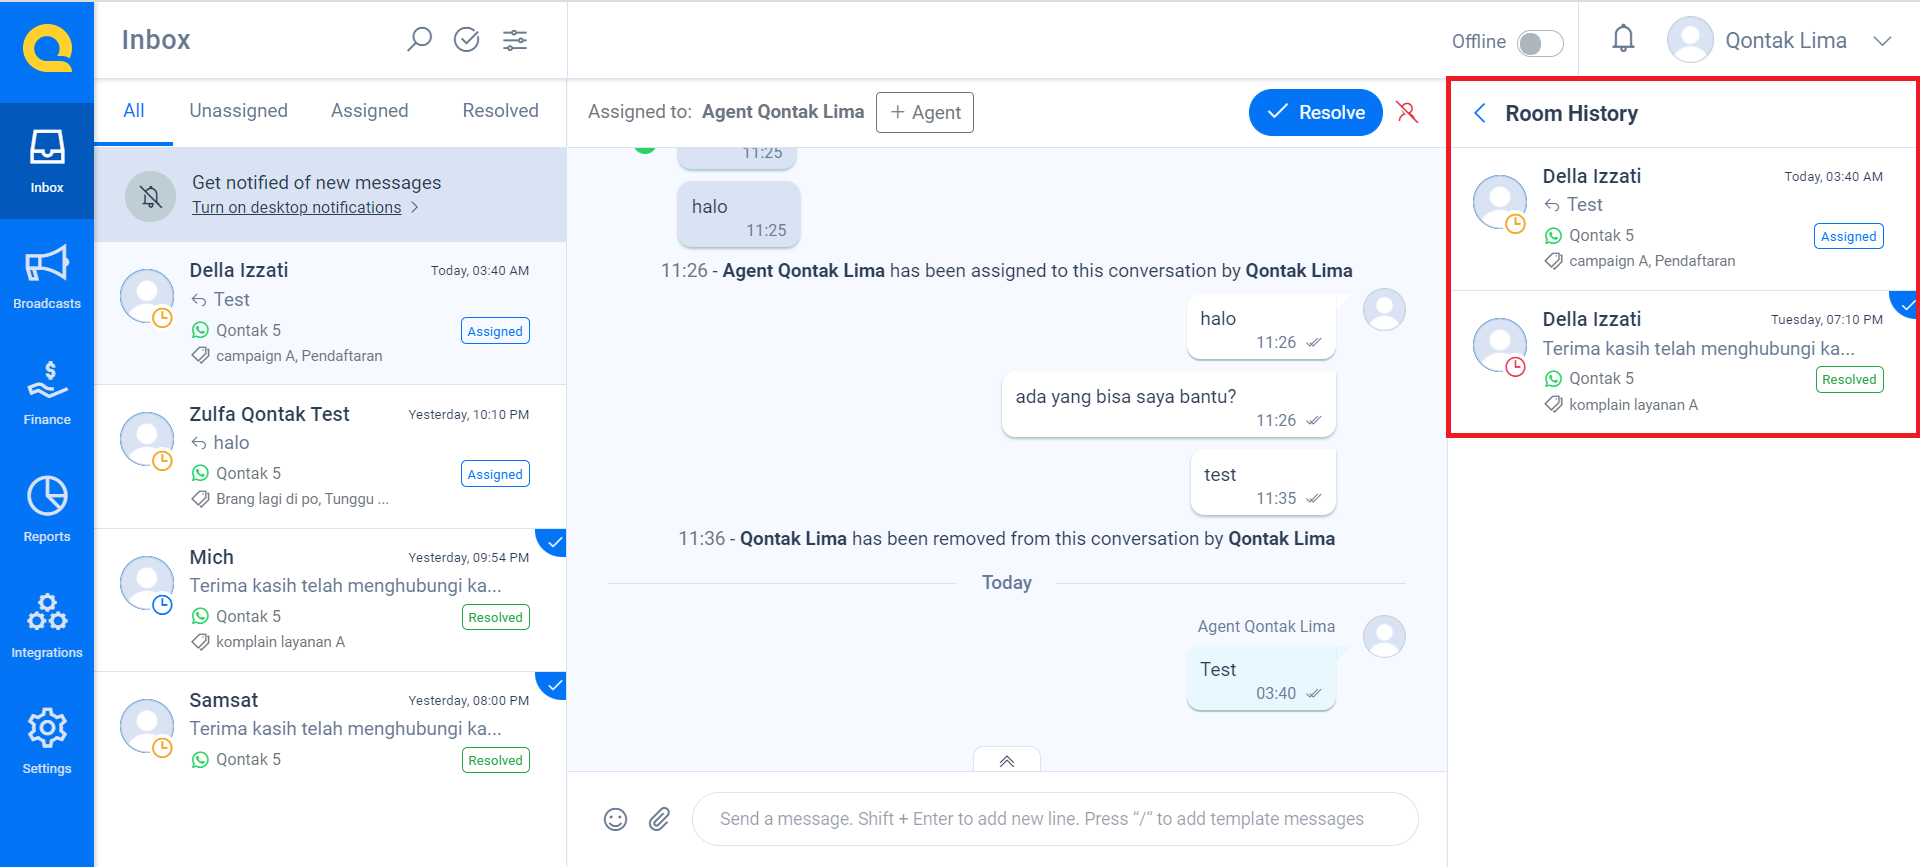 Inbox
Offline
Qontak Lima
Inbox
Broadcasts
Finance
Reports
Integrations
Settings
All
Unassigned
Assigned
Resolved
Get notified of new messages
Turn on desktop notifications >
Della Izzati
Today, 03:40 AM
Test
Qontak 5
Assigned
campaign A, Pendaftaran
Zulfa Qontak Test
Yesterday, 10:10 PM
halo
Qontak 5
Assigned
Brang lagi di po, Tunggu ...
Mich
Yesterday, 09:54 PM
Terima kasih telah menghubungi ka...
Qontak 5
Resolved
komplain layanan A
Samsat
Yesterday, 08:00 PM
Terima kasih telah menghubungi ka...
Qontak 5
Resolved
Assigned to: Agent Qontak Lima
+ Agent
Resolve
11:25
halo
11:25
11:26 - Agent Qontak Lima has been assigned to this conversation by Qontak Lima
halo
11:26
ada yang bisa saya bantu?
11:26
test
11:35
11:36 - Qontak Lima has been removed from this conversation by Qontak Lima
Today
Agent Qontak Lima
Test
03:40
Send a message. Shift + Enter to add new line. Press “/“ to add template messages
Room History
Della Izzati
Today, 03:40 AM
Test
Qontak 5
Assigned
campaign A, Pendaftaran
Della Izzati
Tuesday, 07:10 PM
Terima kasih telah menghubungi ka...
Qontak 5
Resolved
komplain layanan A